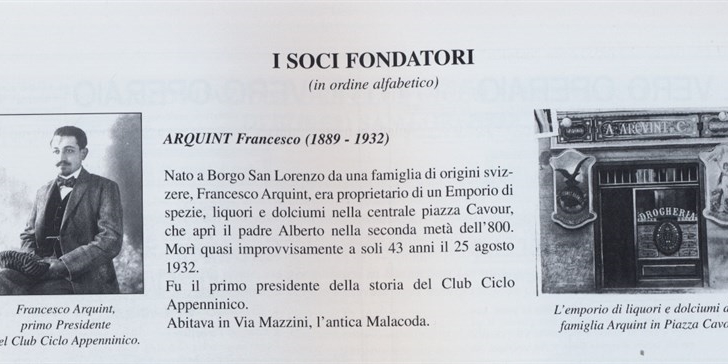 I SOCI FONDATORI
(in ordine alfabetico)
ARQUINT Francesco (1889 - 1932)
Nato a Borgo San Lorenzo da una famiglia di origini sviz-
zere, Francesco Arquint, era proprietario di un Emporio di
spezie, liquori e dolciumi nella centrale piazza Cavour,
che aprì il padre Alberto nella seconda metà dell'800.
Morì quasi improvvisamente a soli 43 anni il 25 agosto
1932.
Fu il primo presidente della storia del Club Ciclo
Appenninico.
Abitava in Via Mazzini, l'antica Malacoda.
Francesco Arquint,
primo Presidente
el Club Ciclo Appenninico.
A. ARQVINT. C.
DROGHERIA
L'emporio di liquori e dolciumi d
famiglia Arquint in Piazza Cavo